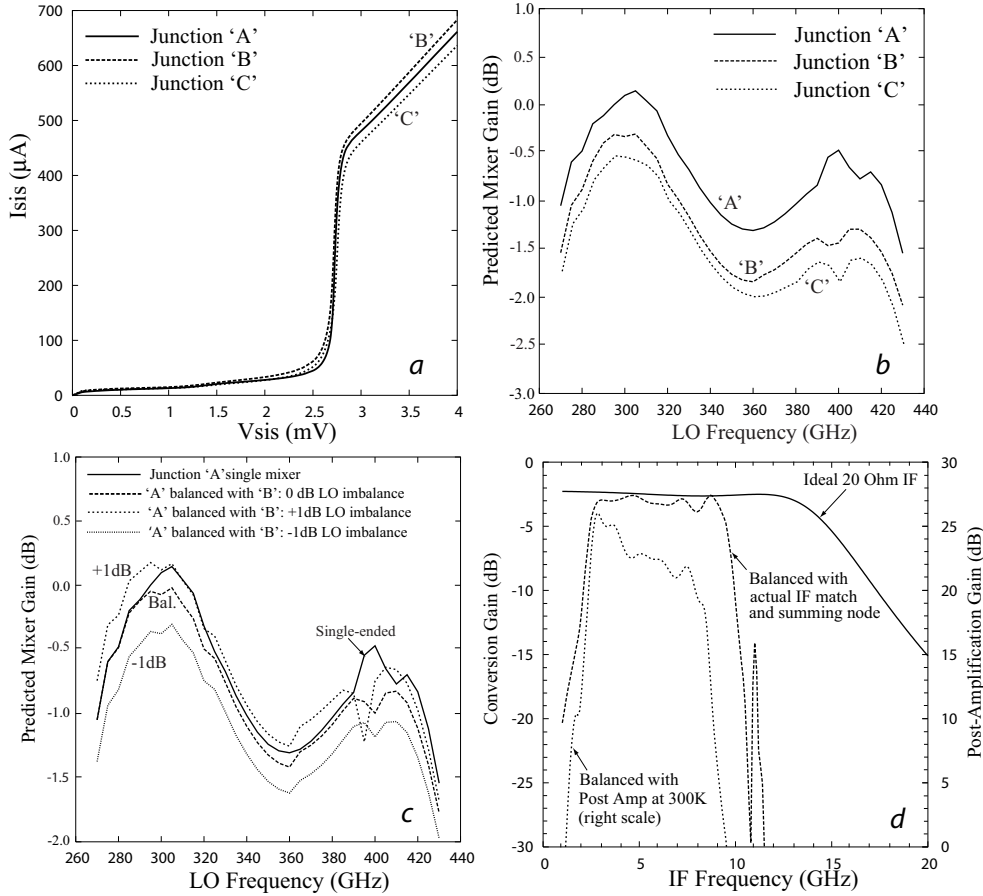 700
600
500
400
300
200
100
0
Isis (μA)
Junction ‘A’
Junction ‘B’
Junction ‘C’
‘B’
‘C’
a
0
0.5
1
1.5
2
2.5
3
3.5
4
Vsis (mV)
1.0
0.5
0.0
-0.5
-1.0
-1.5
-2.0
-2.5
-3.0
Predicted Mixer Gain (dB)
Junction ‘A’
Junction ‘B’
Junction ‘C’
‘A’
‘B’
‘C’
b
260 280 300 320 340 360 380 400 420 440
LO Frequency (GHz)
1.0
0.5
0.0
-0.5
-1.0
-1.5
-2.0
Predicted Mixer Gain (dB)
Junction ‘A’single mixer
‘A’ balanced with ‘B’: 0 dB LO imbalance
‘A’ balanced with ‘B’: +1dB LO imbalance
‘A’ balanced with ‘B’: -1dB LO imbalance
+1dB
Bal.
-1dB
Single-ended
c
260 280 300 320 340 360 380 400 420 440
LO Frequency (GHz)
0
-5
-10
-15
-20
-25
-30
Conversion Gain (dB)
Ideal 20 Ohm IF
Balanced with
actual IF match
and summing node
Balanced with
Post Amp at 300K
(right scale)
d
30
25
20
15
10
5
0
Post-Amplification Gain (dB)
0 5 10 15 20
IF Frequency (GHz)